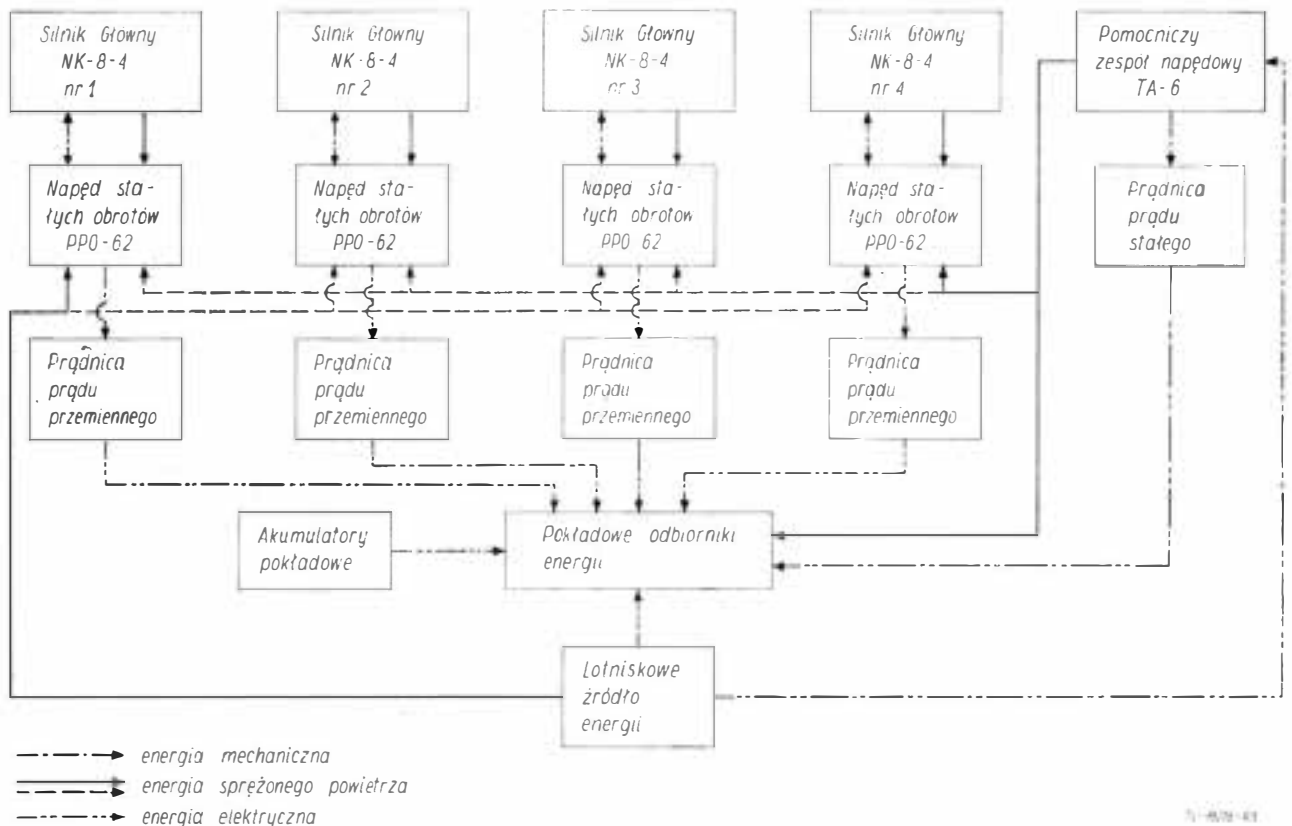 Silnik Główny
NK-8-4
nr 1
Silnik Główny
NK-8-4
nr 2
Silnik Główny
NK-8-4
nr 3
Silnik Główny
NK-8-4
nr 4
Pomocniczy
zespół napędowy
TA-6
Napęd sta-
łych obrotów
PPO-62
Napęd sta-
łych obrotów
PPO-62
Napęd sta-
łych obrotow
PPO 62
Napęd sta-
łych obrotów
PPO-62
Prądnica
prądu
stałego
Prądnica
prądu
przemiennego
Prądnica
prądu
przemiennego
Prądnica
prądu
przemiennego
Prądnica
prądu
przemiennego
Akumulatory
pokładowe
Pokładowe odbiorniki
energii
Lotniskowe
źródło
energii
energia mechaniczna
energia sprężonego powietrza
energia elektryczna